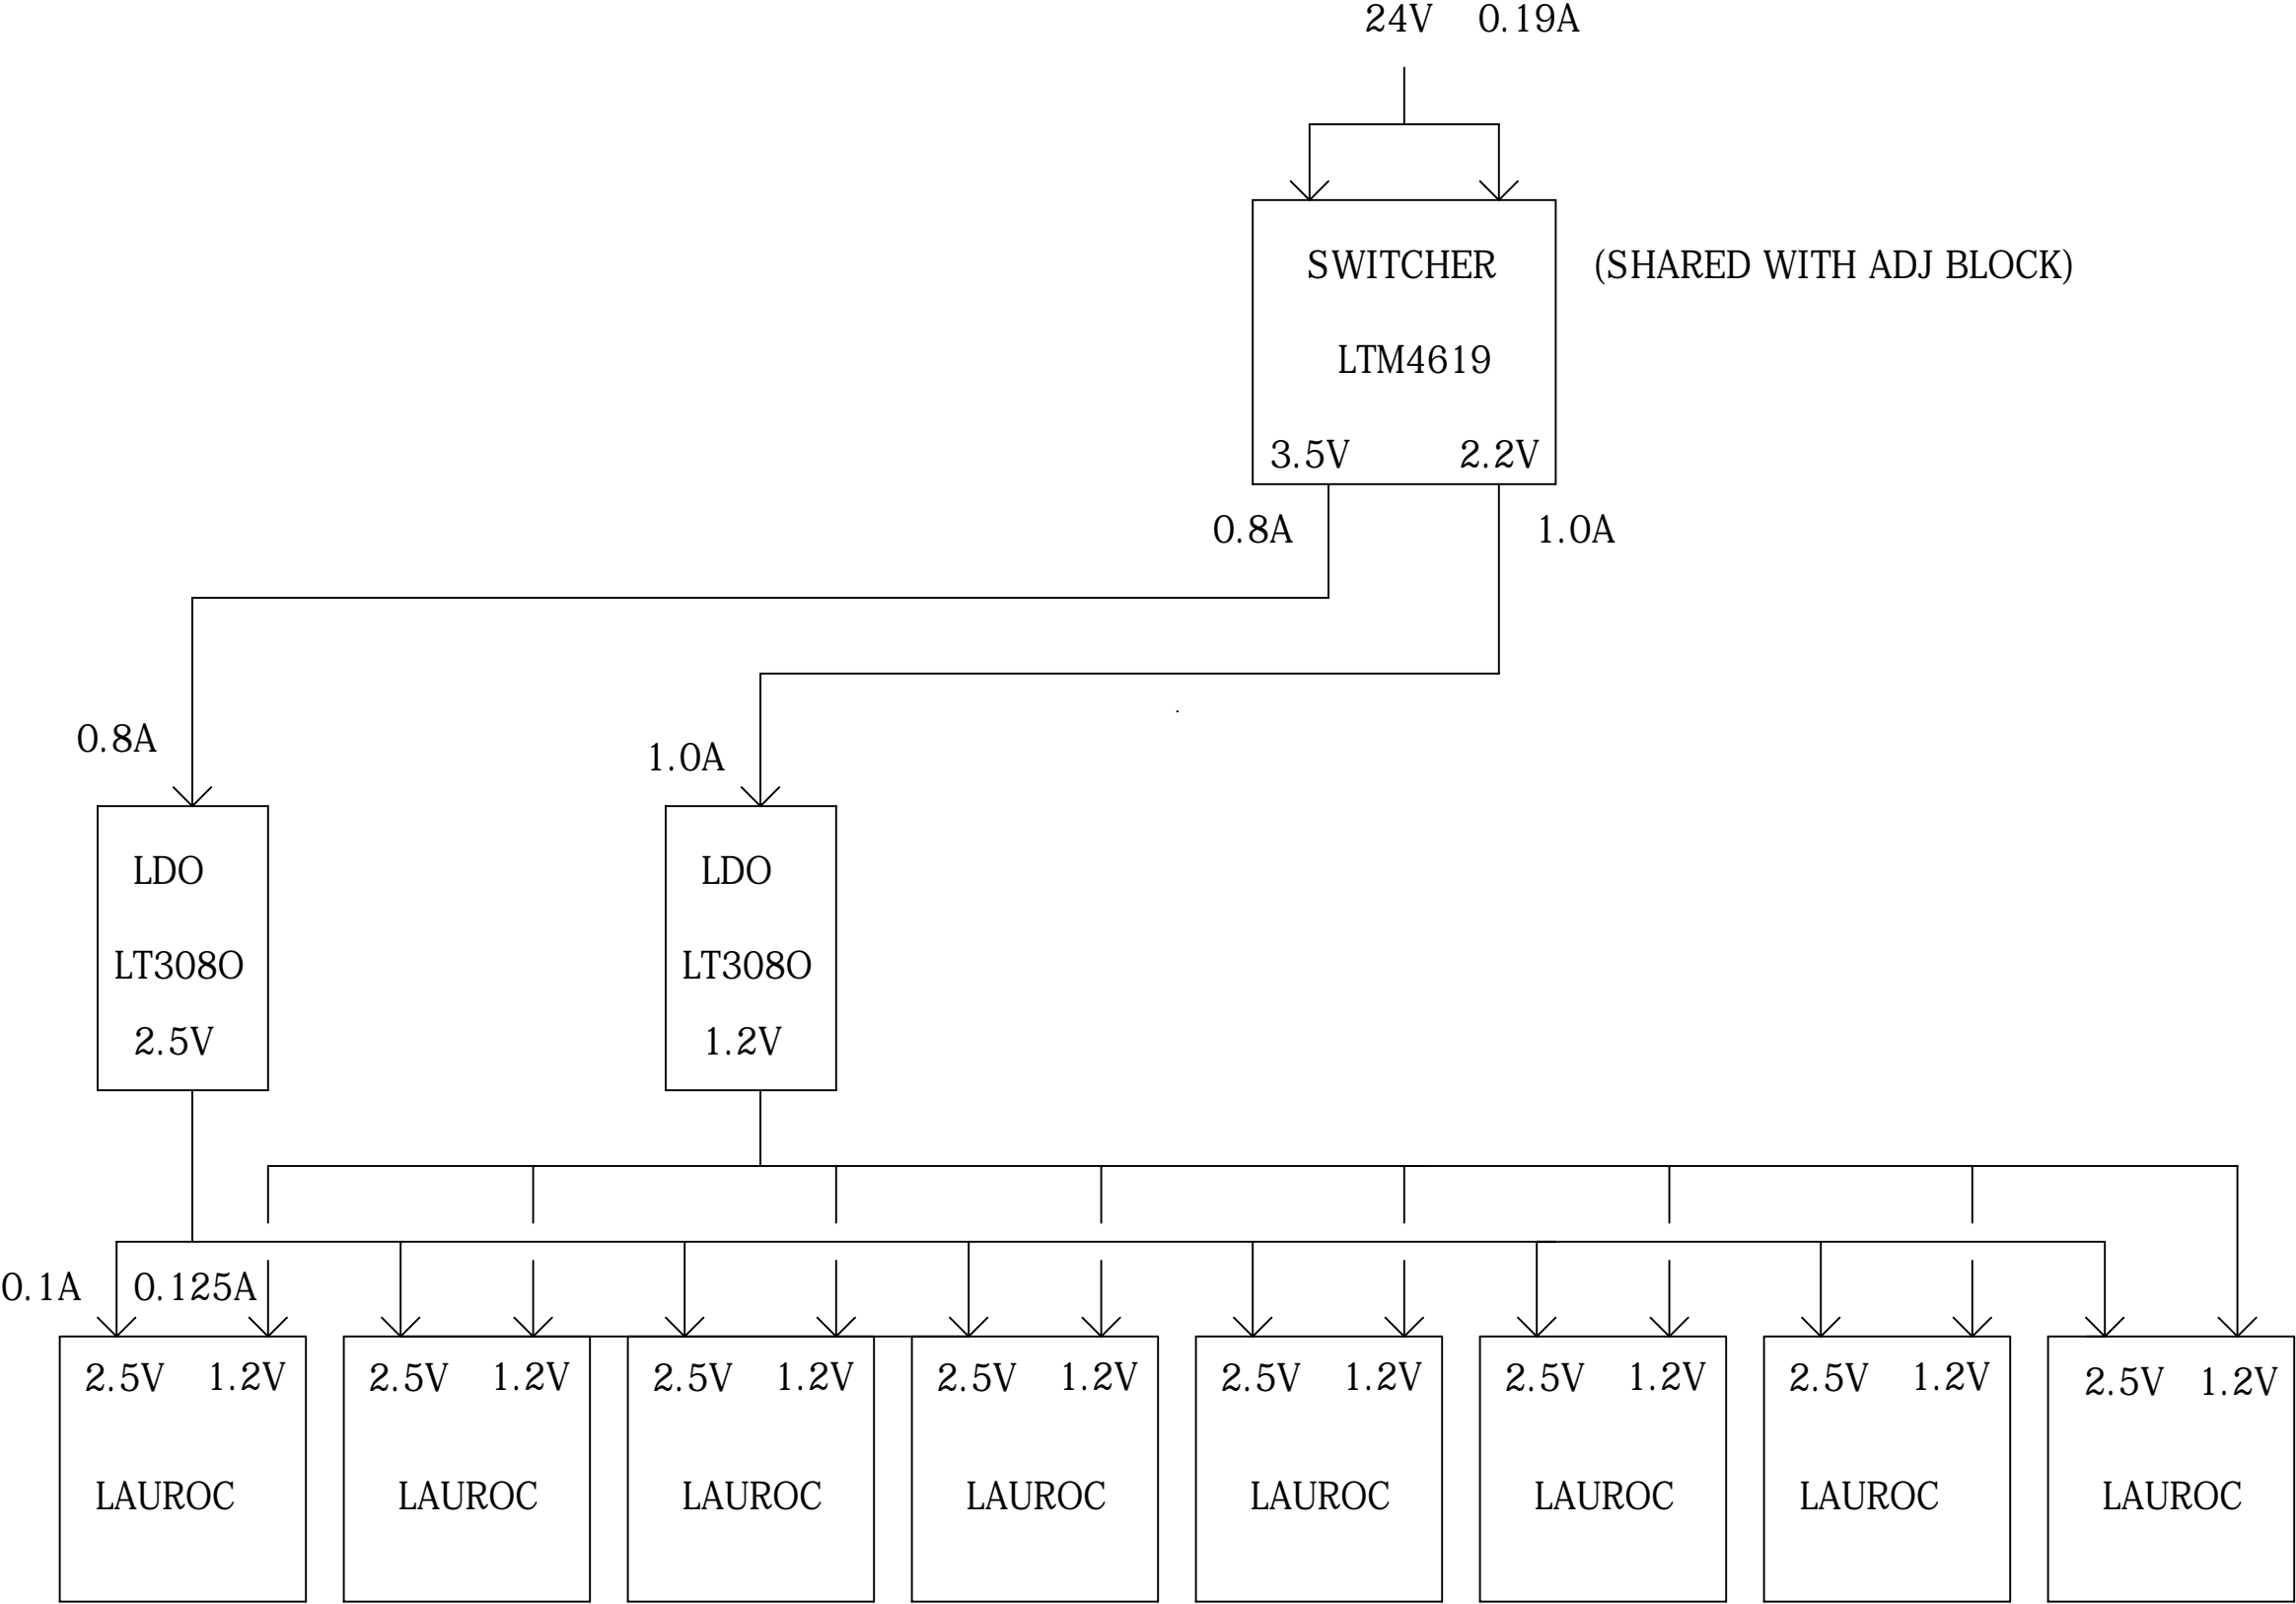 24V 0.19A
SWITCHER (SHARED WITH ADJ BLOCK)
LTM4619
3.5V 2.2V
0.8A 1.0A
0.8A 1.0A
LDO LDO
LT3080 LT3080
2.5V 1.2V
0.1A 0.125A
2.5V 1.2V 2.5V 1.2V 2.5V 1.2V 2.5V 1.2V 2.5V 1.2V 2.5V 1.2V 2.5V 1.2V 2.5V 1.2V
LAUROC LAUROC LAUROC LAUROC LAUROC LAUROC LAUROC LAUROC